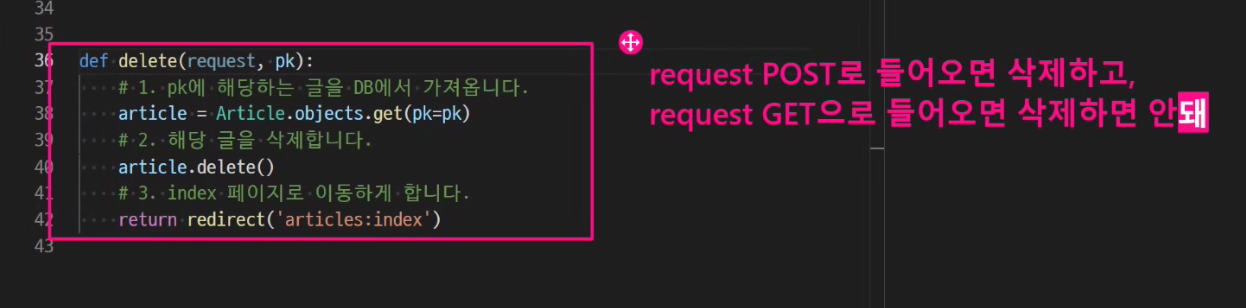 34
35
36 def delete(request, pk):
37 # 1. pk에 해당하는 글을 DB에서 가져옵니다.
38 article = Article.objects.get(pk=pk)
39 # 2. 해당 글을 삭제합니다.
40 article.delete()
41 # 3. index 페이지로 이동하게 합니다.
42 return redirect('articles:index')
43
request POST로 들어오면 삭제하고,
request GET으로 들어오면 삭제하면 안돼